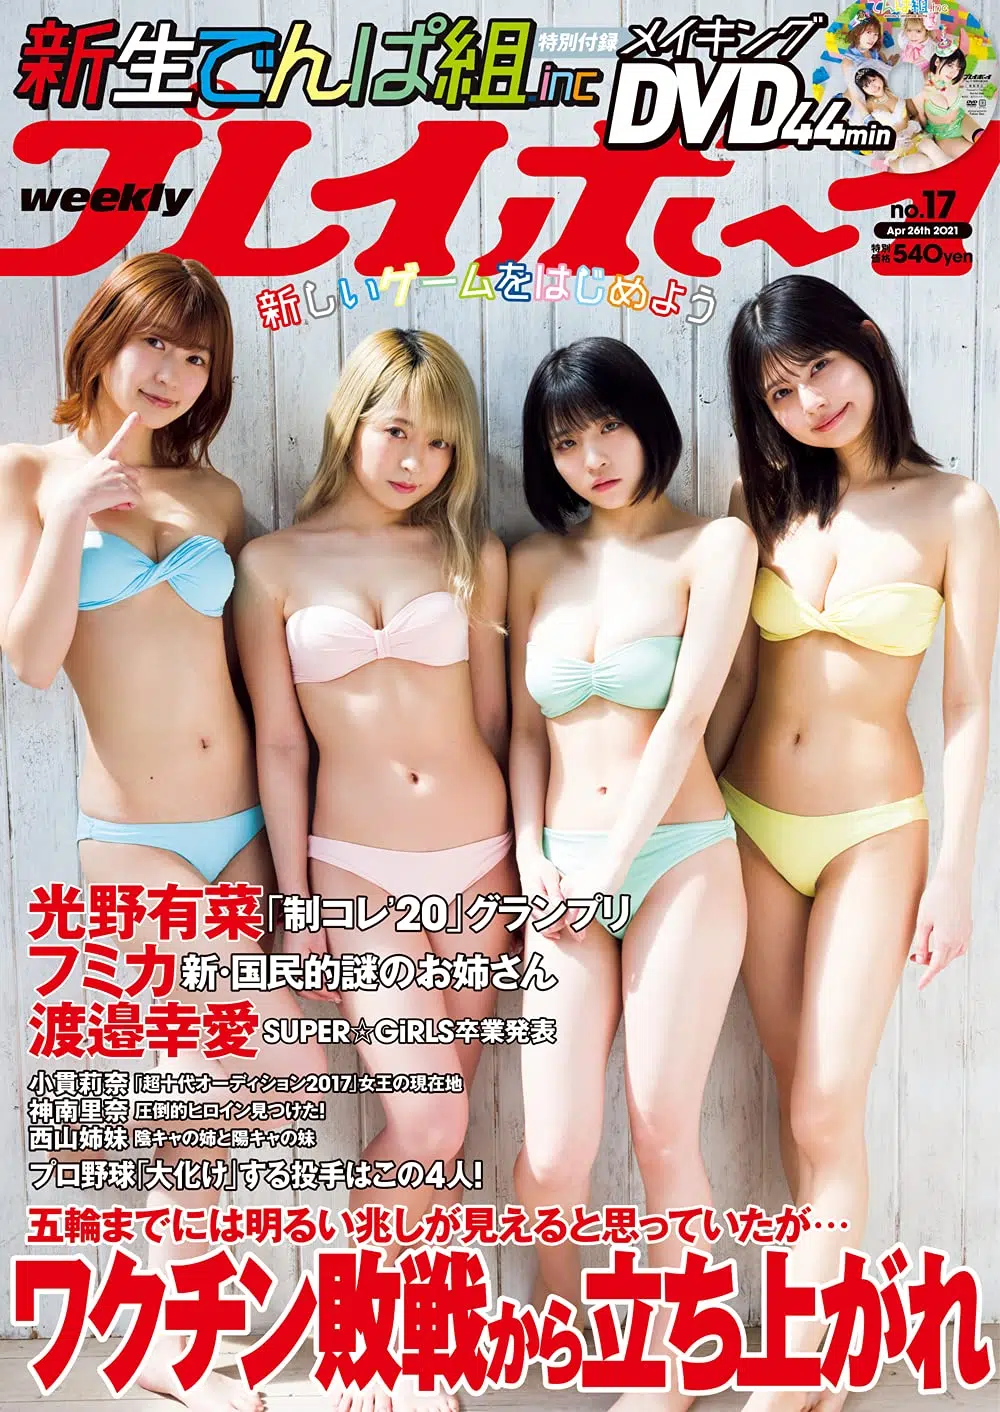 新生でんぱ組.inc
特別付録
メイキング
DVD44min
weekly
プレイボーイ
no.17
Apr 26th 2021
特別価格 540yen
新しいゲームをはじめよう
光野有菜「制コレ'20」グランプリ
フミカ 新・国民的謎のお姉さん
渡邉幸愛 SUPER☆GiRLS卒業発表
小貫莉奈「超十代オーディション2017」女王の現在地
神南里奈 圧倒的ヒロイン見つけた!
西山姉妹 陰キャの姉と陽キャの妹
プロ野球「大化け」する投手はこの4人!
五輪までには明るい兆しが見えると思っていたが…
ワクチン敗戦から立ち上がれ